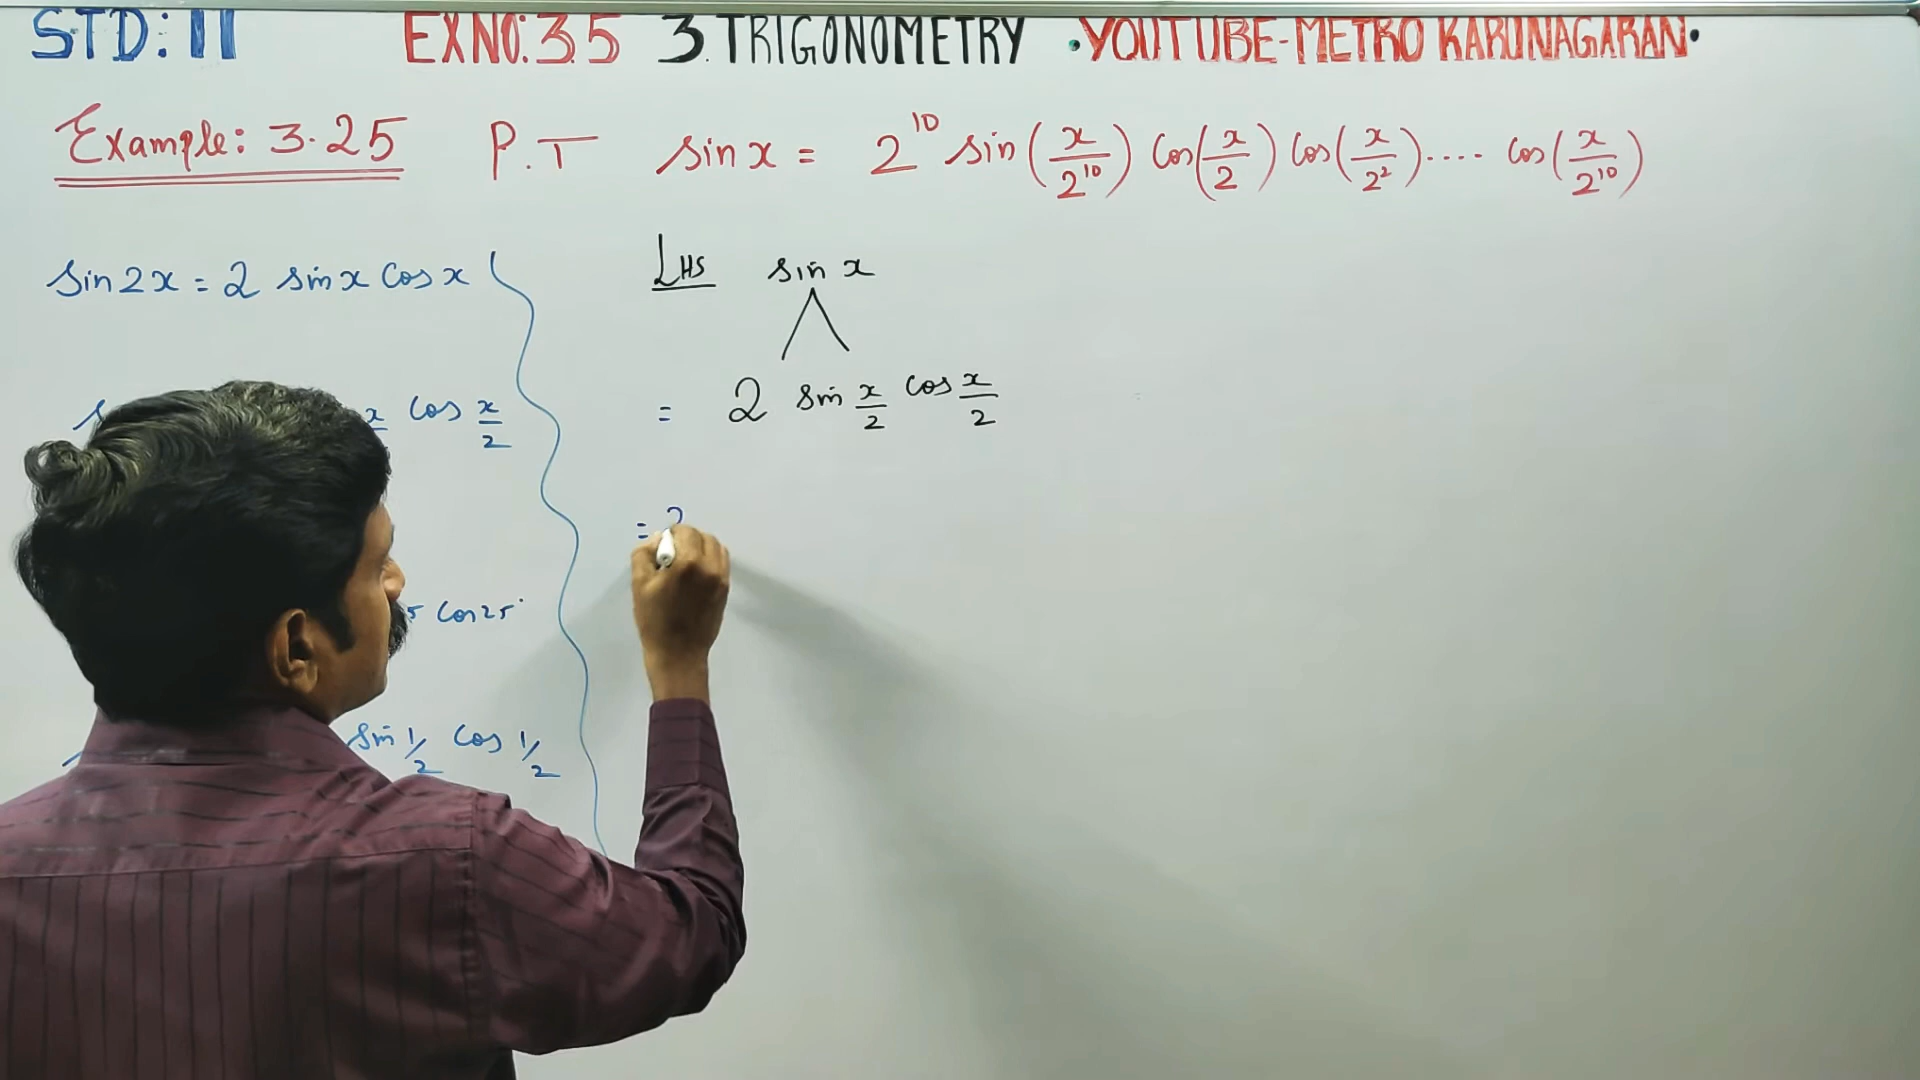 STD: 11 EXNO: 3.5 3. TRIGONOMETRY • YOUTUBE-METRO KARUNAGARAN •
Example: 3.25 P.T sin x = 2^10 sin(x/2^10) cos(x/2) cos(x/2²) .... cos(x/2^10)
sin 2x = 2 sin x cos x
LHS sin x
cos x/2
= 2 sin x/2 cos x/2
= 2
cos 25°
sin 1/2 cos 1/2